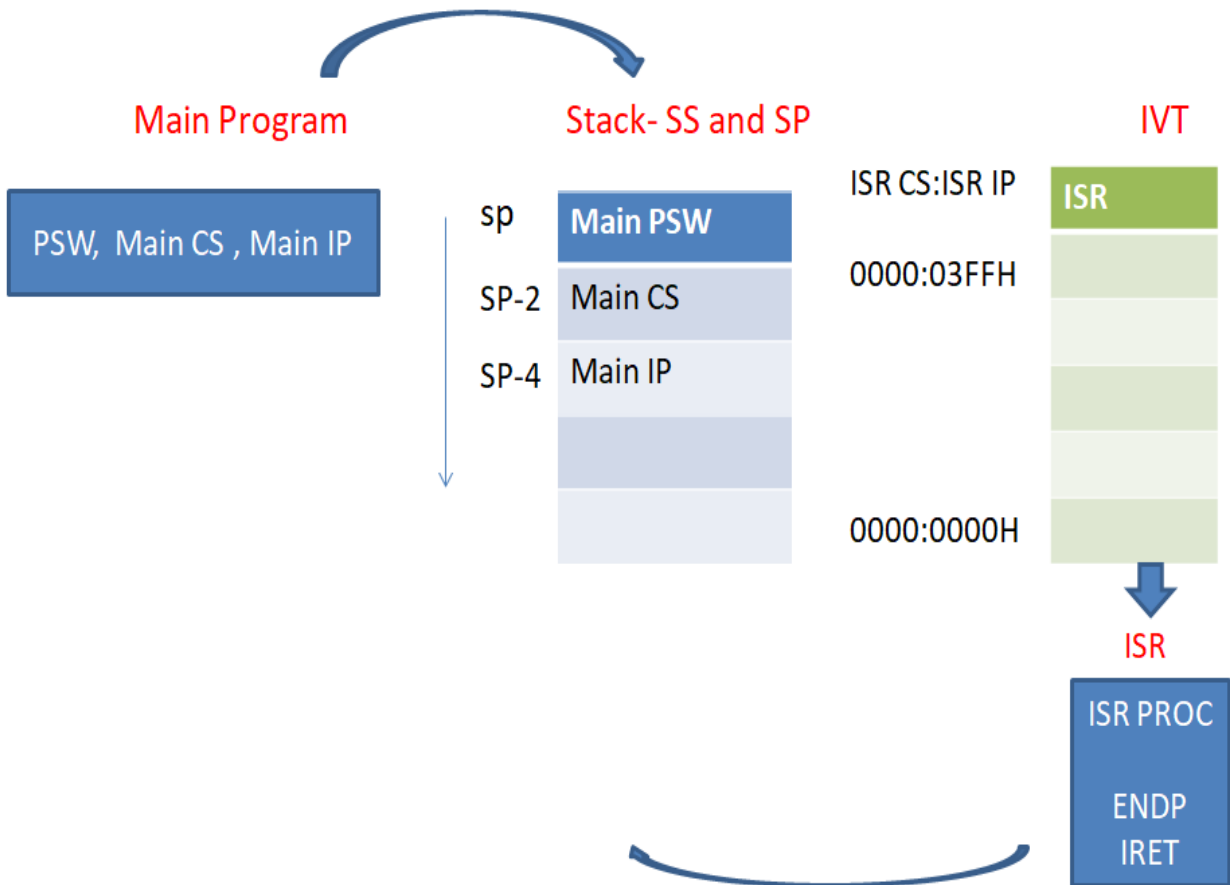 Main Program
PSW, Main CS , Main IP
Stack- SS and SP
sp
Main PSW
SP-2
Main CS
SP-4
Main IP
IVT
ISR CS:ISR IP
ISR
0000:03FFH
0000:0000H
ISR
ISR PROC
ENDP
IRET